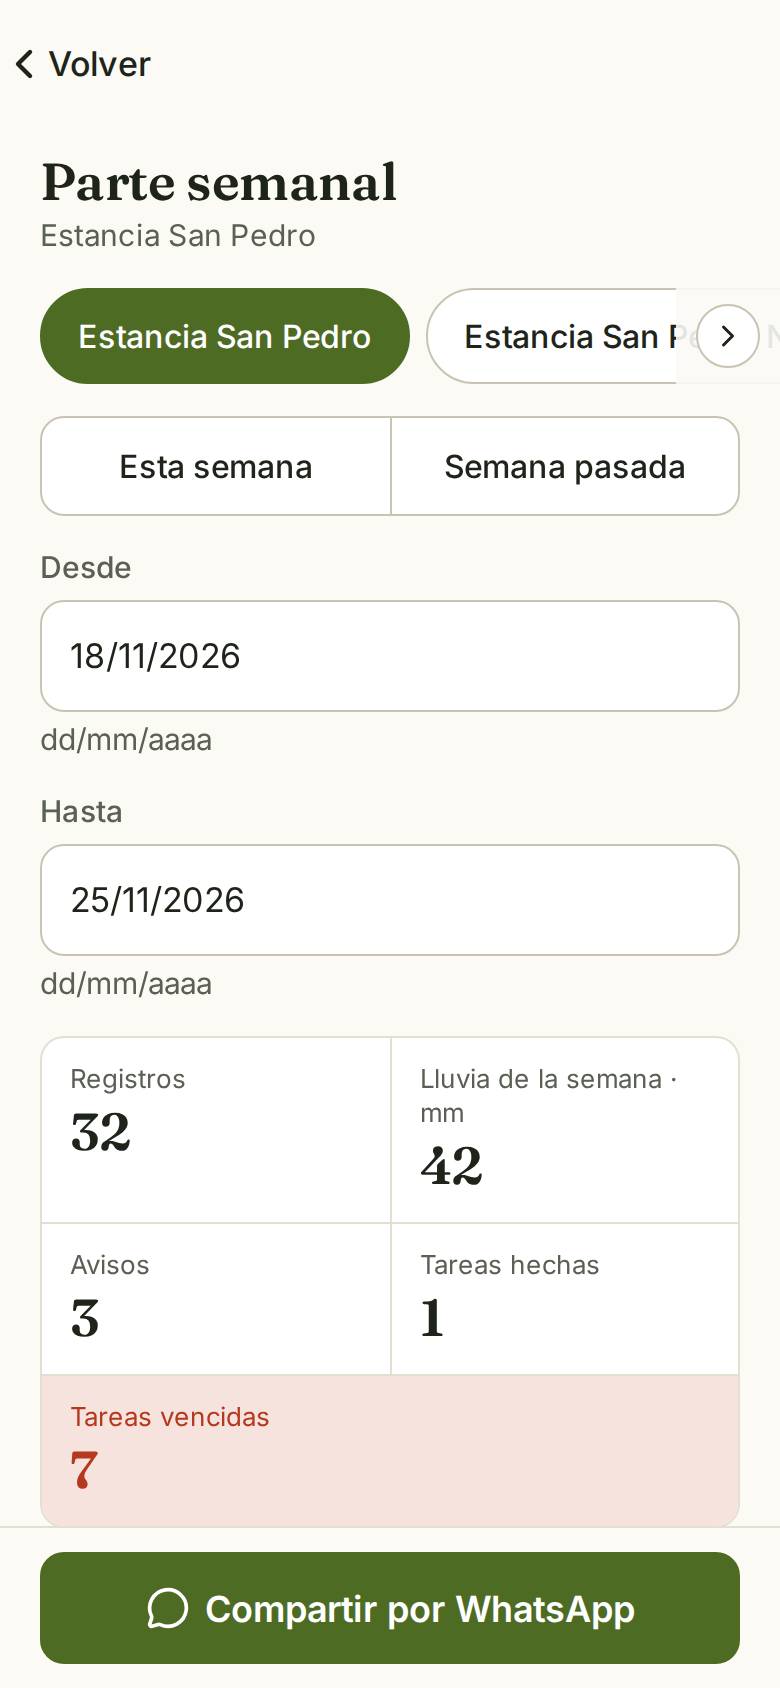 Volver
Parte semanal
Estancia San Pedro
Estancia San Pedro
Estancia San
Esta semana
Semana pasada
Desde
18/11/2026
dd/mm/aaaa
Hasta
25/11/2026
dd/mm/aaaa
Registros
32
Lluvia de la semana ·
mm
42
Avisos
3
Tareas hechas
1
Tareas vencidas
7
Compartir por WhatsApp